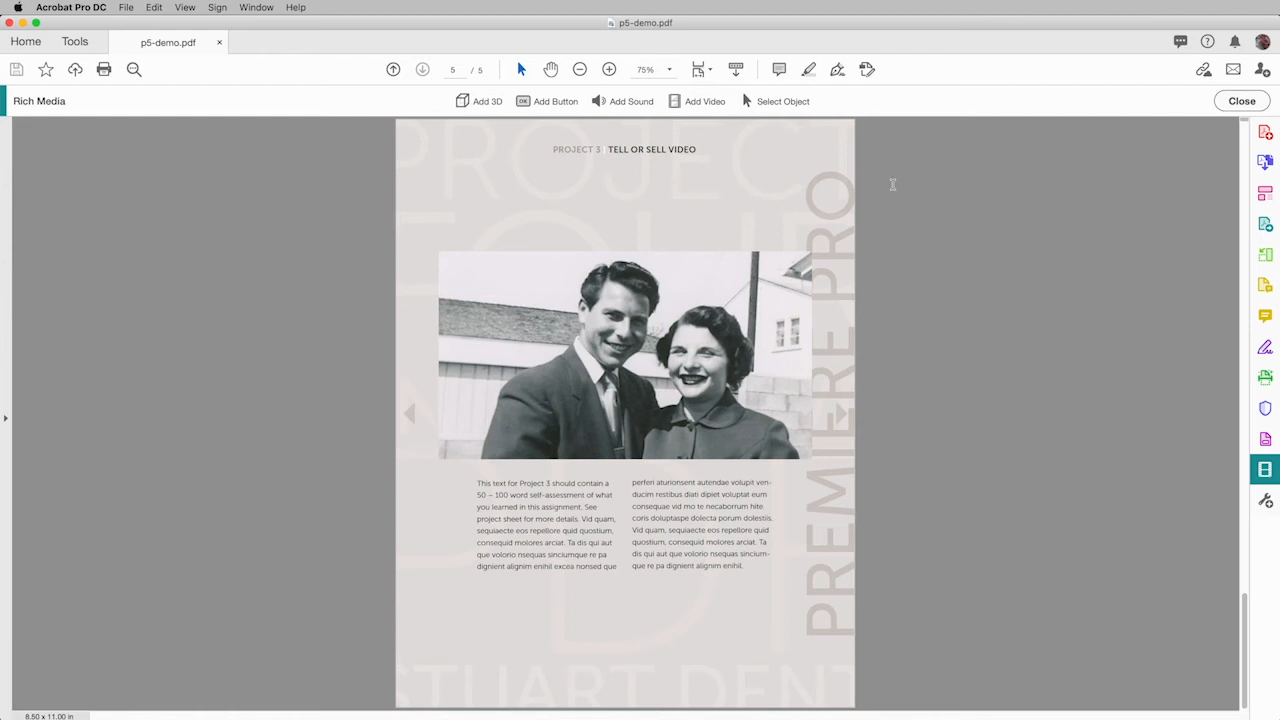 Acrobat Pro DC File Edit View Sign Window Help
p5-demo.pdf
Home Tools p5-demo.pdf ×
5 / 5 75%
Rich Media
Add 3D OK Add Button Add Sound Add Video Select Object Close
PROJECT
PROJECT 3 | TELL OR SELL VIDEO
PREMIERE PRO
This text for Project 3 should contain a
50 – 100 word self-assessment of what
you learned in this assignment. See
project sheet for more details. Vid quam,
sequiaecte eos repellore quid quostium,
consequid molores arciat. Ta dis qui aut
que volorio nsequas sinciumque re pa
dignient alignim enihil excea nonsed que
perferi aturionsent autendae volupit ven-
ducim restibus diati dipiet voluptat eum
consequae vid mo te necaborrum hite
coris doluptaspe dolecta porum dolestis.
Vid quam, sequiaecte eos repellore quid
quostium, consequid molores arciat. Ta
dis qui aut que volorio nsequas sincium-
que re pa dignient alignim enihil.
STUART DENT
8.50 x 11.00 in